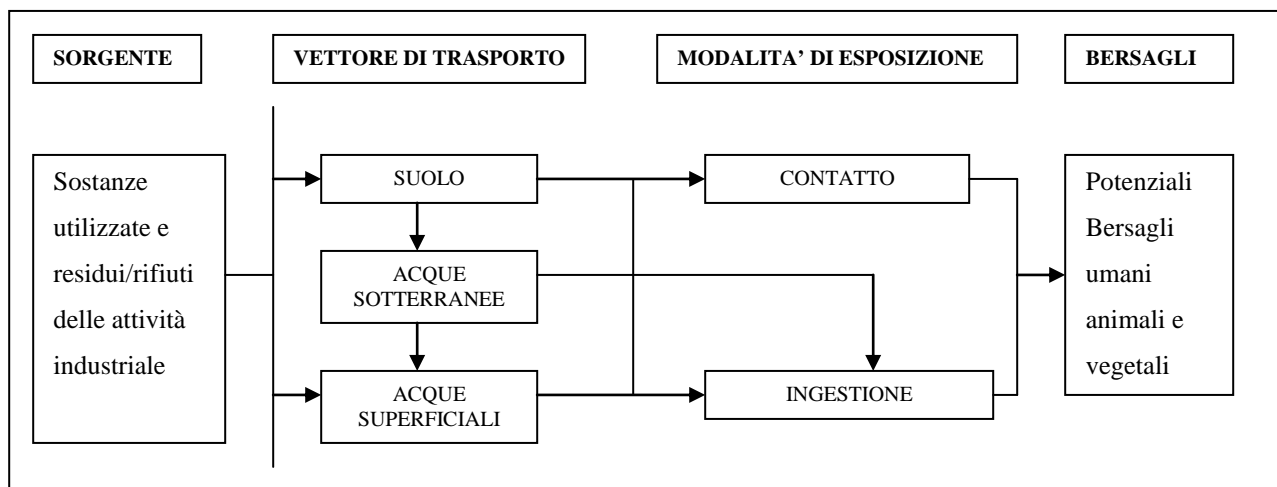 SORGENTE
VETTORE DI TRASPORTO
MODALITA’ DI ESPOSIZIONE
BERSAGLI
Sostanze
utilizzate e
residui/rifiuti
delle attività
industriale
SUOLO
ACQUE
SOTTERRANEE
ACQUE
SUPERFICIALI
CONTATTO
INGESTIONE
Potenziali
Bersagli
umani
animali e
vegetali